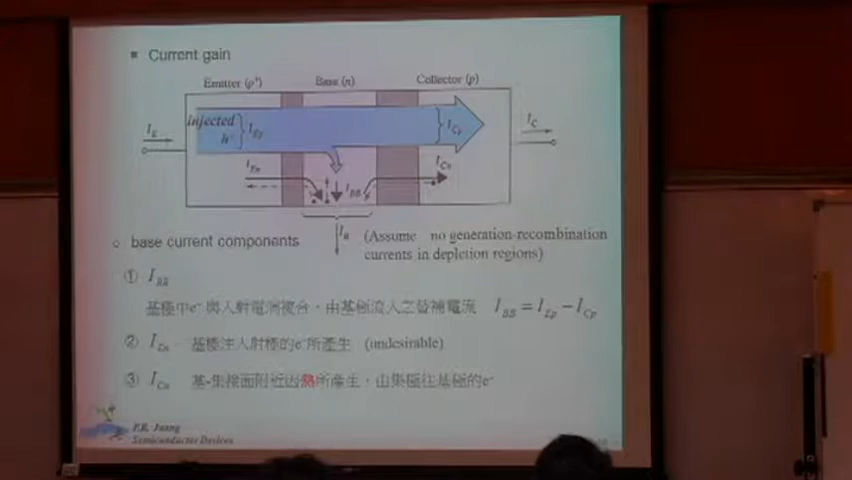 Current gain
Emitter (p⁺) Base (n) Collector (p)
injected
h⁺ I_Ep I_Cp
I_E I_C
I_En I_Cn
I_BB
I_B (Assume no generation-recombination
currents in depletion regions)
base current components
① I_BB
基極中e⁻與入射電洞複合，由基極流入之替補電流 I_BB = I_Ep − I_Cp
② I_En 基極注入射極的e⁻所產生 (undesirable)
③ I_Cn 基-集接面附近因熱所產生，由集極往基極的e⁻
F.R. Juang
Semiconductor Devices